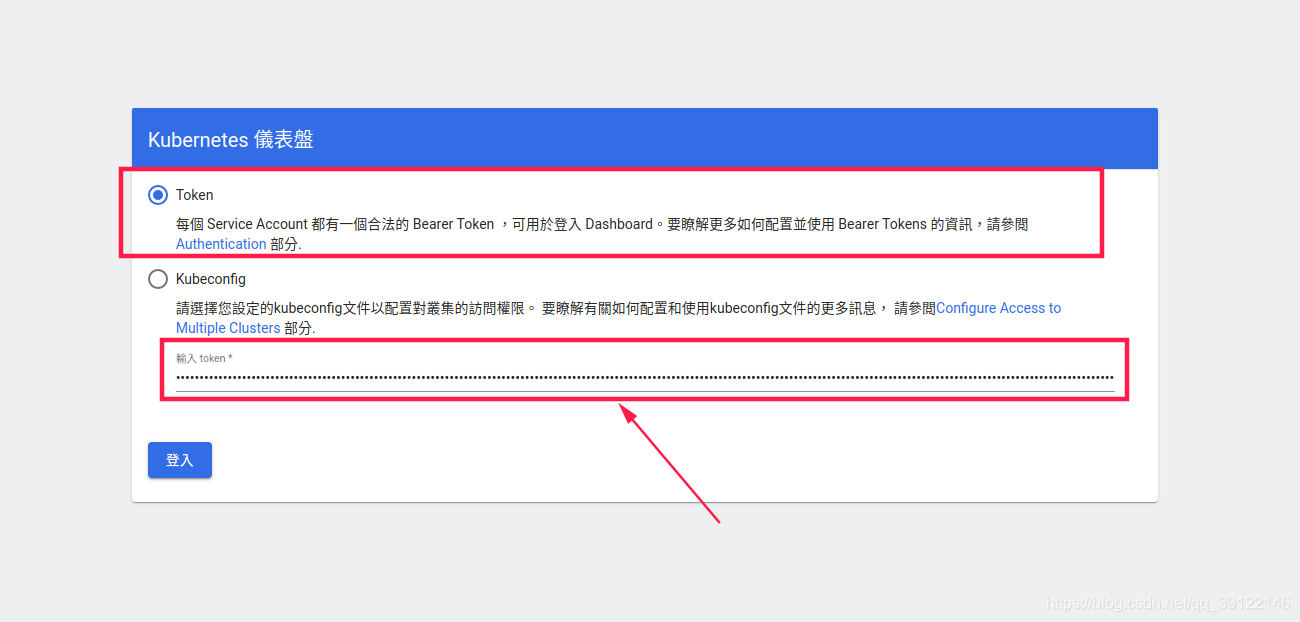 Kubernetes 儀表盤
Token
每個 Service Account 都有一個合法的 Bearer Token ，可用於登入 Dashboard。要瞭解更多如何配置並使用 Bearer Tokens 的資訊，請參閱
Authentication 部分.
Kubeconfig
請選擇您設定的kubeconfig文件以配置對叢集的訪問權限。 要瞭解有關如何配置和使用kubeconfig文件的更多訊息， 請參閱Configure Access to
Multiple Clusters 部分.
輸入 token *
登入
https://blog.csdn.net/qq_39122146